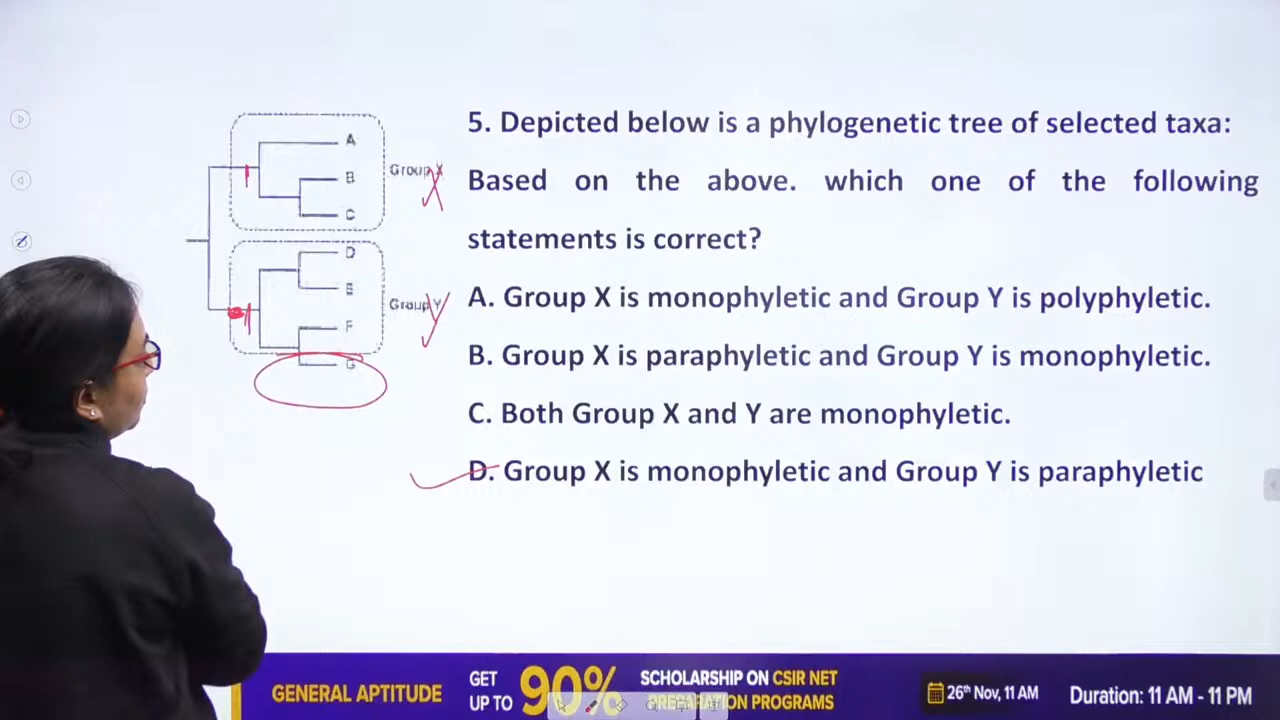 A
B
C
Group X
D
E
F
G
Group Y
5. Depicted below is a phylogenetic tree of selected taxa:
Based on the above. which one of the following
statements is correct?
A. Group X is monophyletic and Group Y is polyphyletic.
B. Group X is paraphyletic and Group Y is monophyletic.
C. Both Group X and Y are monophyletic.
D. Group X is monophyletic and Group Y is paraphyletic
GENERAL APTITUDE
GET
UP TO
90%
SCHOLARSHIP ON CSIR NET
PREPARATION PROGRAMS
26th Nov, 11 AM
Duration: 11 AM - 11 PM